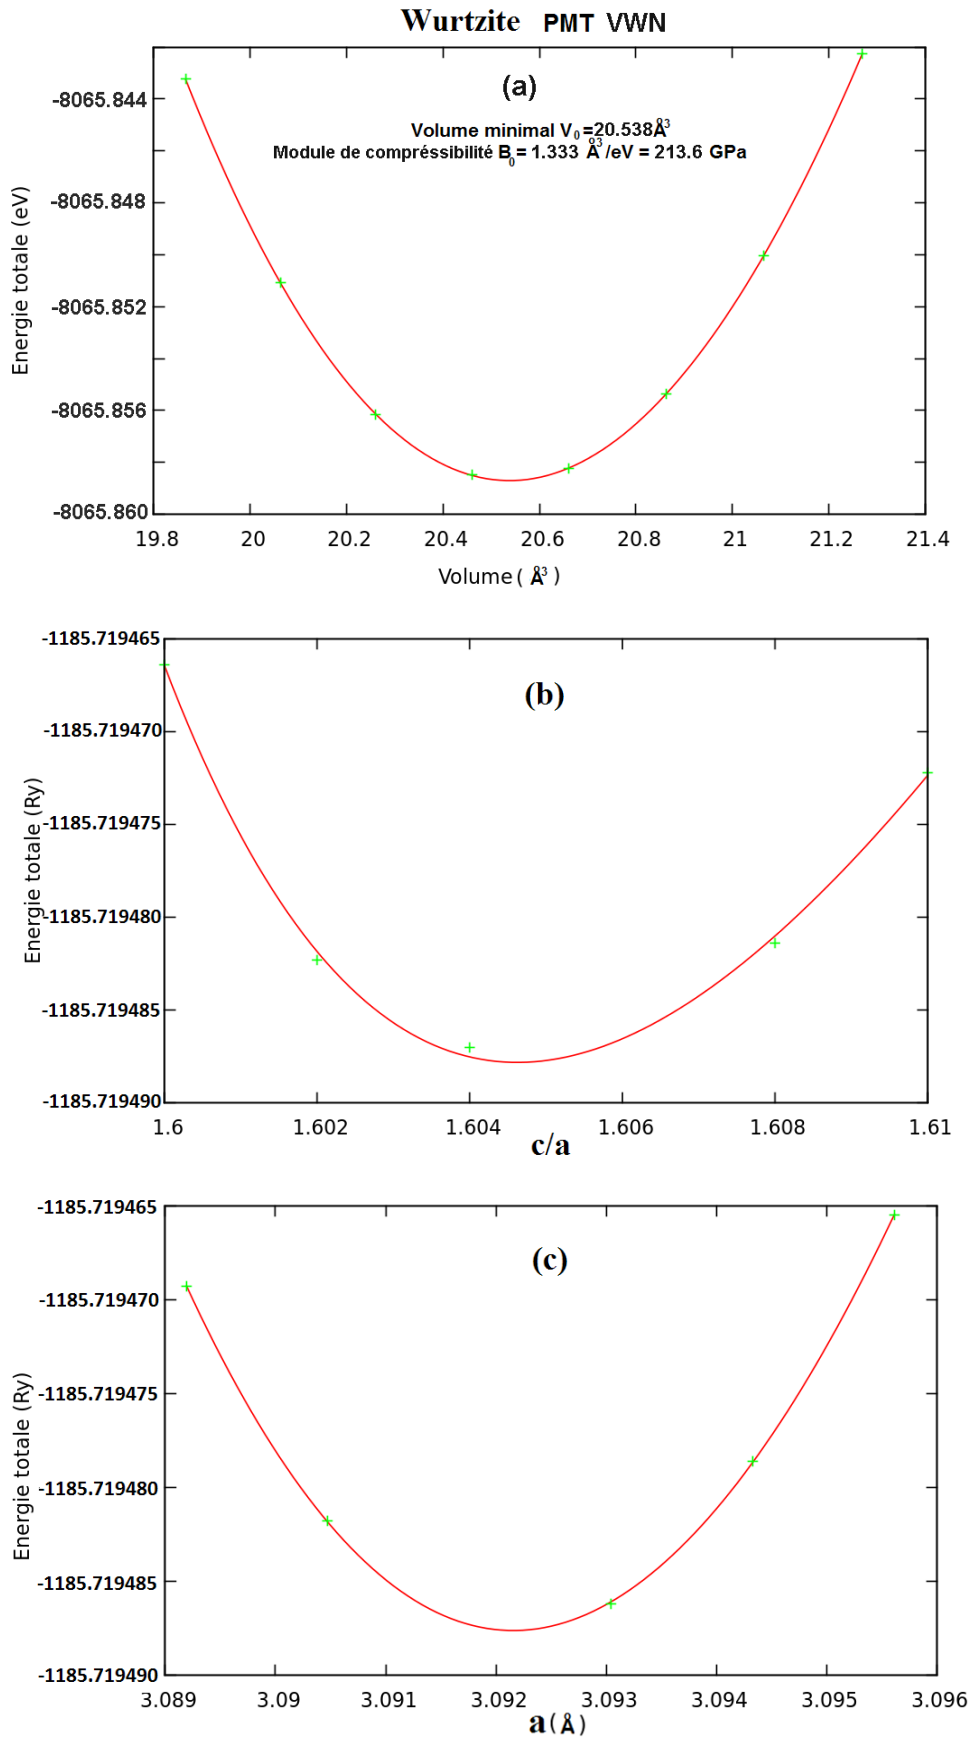 Wurtzite PMT VWN
(a)
Volume minimal V0 =20.538Å3
Module de compréssibilité B0 = 1.333 Å3/eV = 213.6 GPa
Energie totale (eV)
-8065.844
-8065.848
-8065.852
-8065.856
-8065.860
19.8 20 20.2 20.4 20.6 20.8 21 21.2 21.4
Volume ( Å3 )
(b)
Energie totale (Ry)
-1185.719465
-1185.719470
-1185.719475
-1185.719480
-1185.719485
-1185.719490
1.6 1.602 1.604 1.606 1.608 1.61
c/a
(c)
Energie totale (Ry)
-1185.719465
-1185.719470
-1185.719475
-1185.719480
-1185.719485
-1185.719490
3.089 3.09 3.091 3.092 3.093 3.094 3.095 3.096
a(Å)